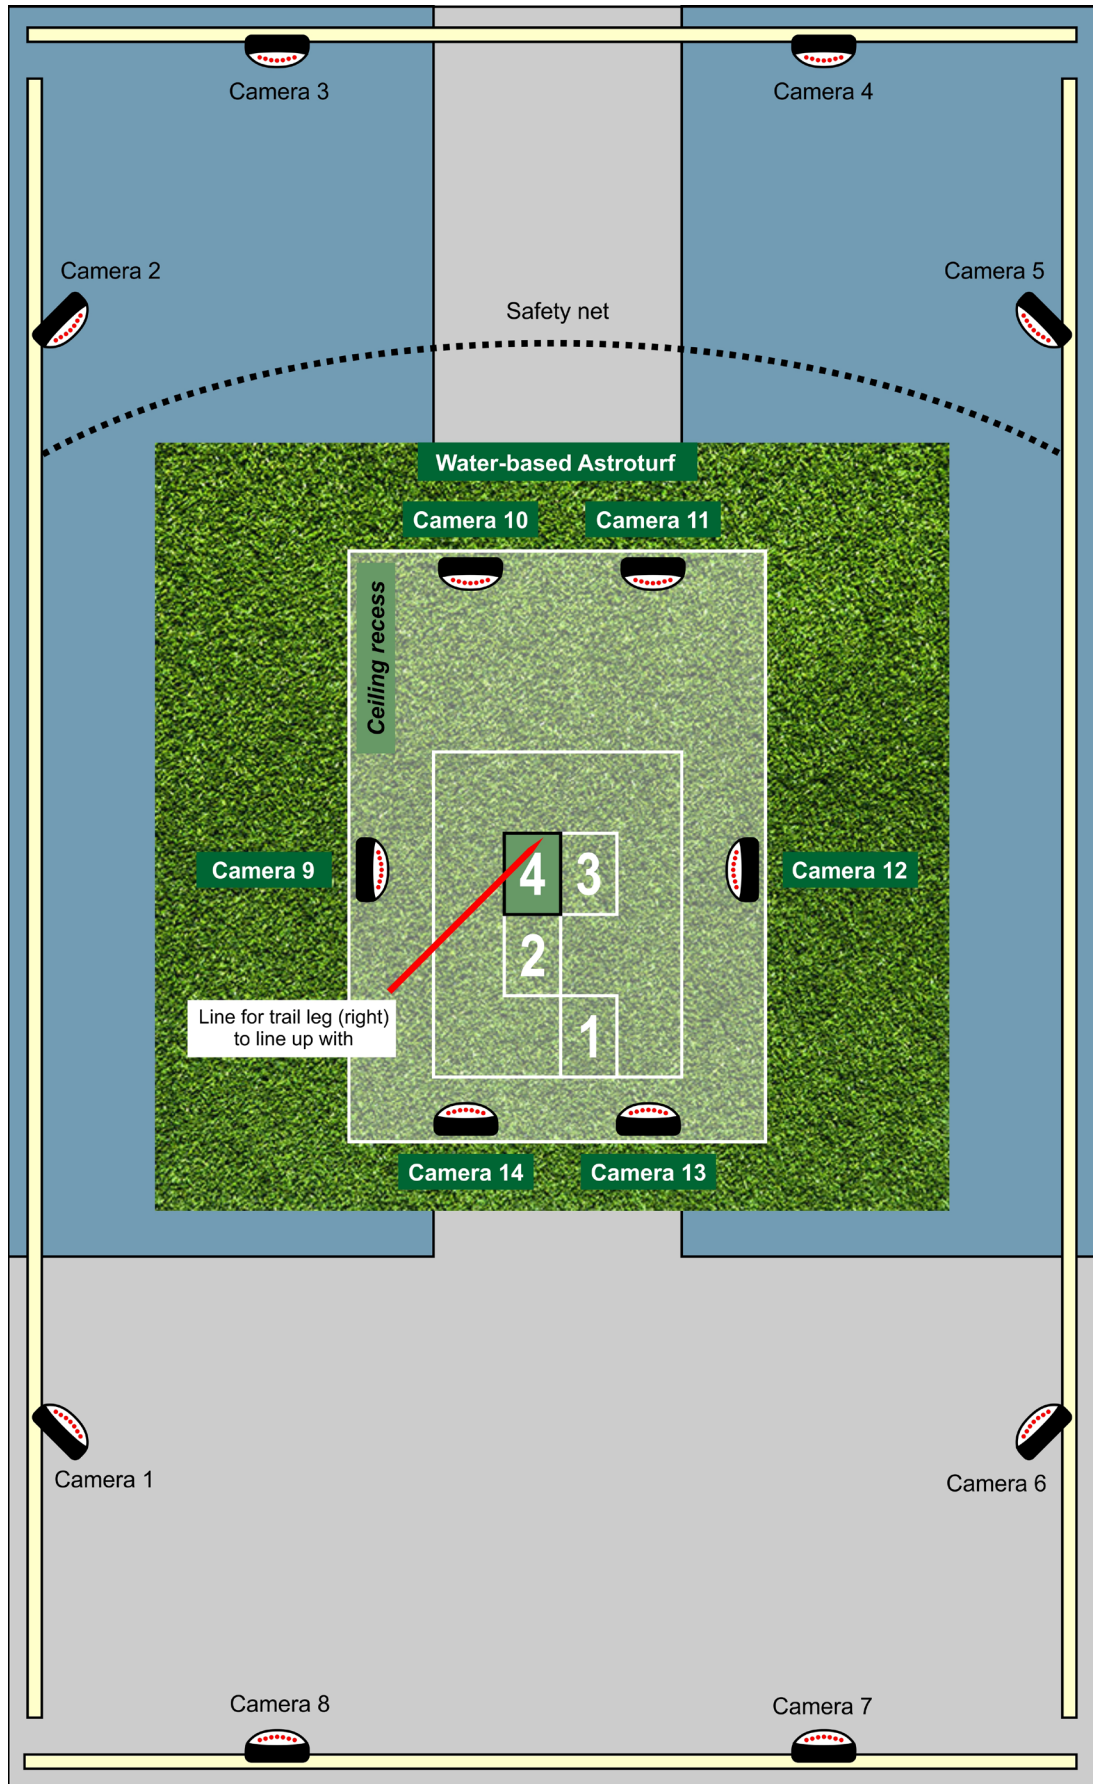 Camera 3
Camera 4
Camera 2
Camera 5
Safety net
Water-based Astroturf
Camera 10
Camera 11
Ceiling recess
4
3
Camera 9
Camera 12
2
Line for trail leg (right)
to line up with
1
Camera 14
Camera 13
Camera 1
Camera 6
Camera 8
Camera 7